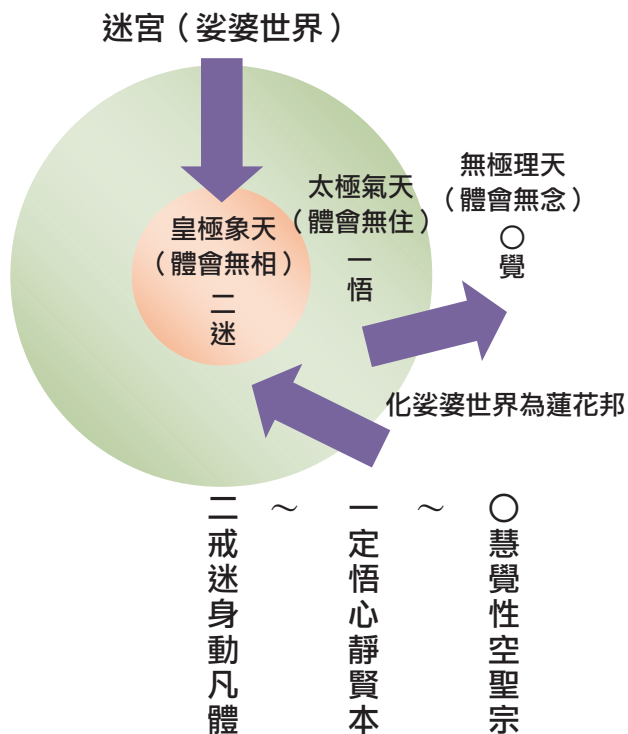 迷宮（娑婆世界）
無極理天
（體會無念）
〇
覺
太極氣天
（體會無住）
一
悟
皇極象天
（體會無相）
二
迷
化娑婆世界為蓮花邦
二～一～〇
二戒迷身動凡體
一定悟心靜賢本
〇慧覺性空聖宗